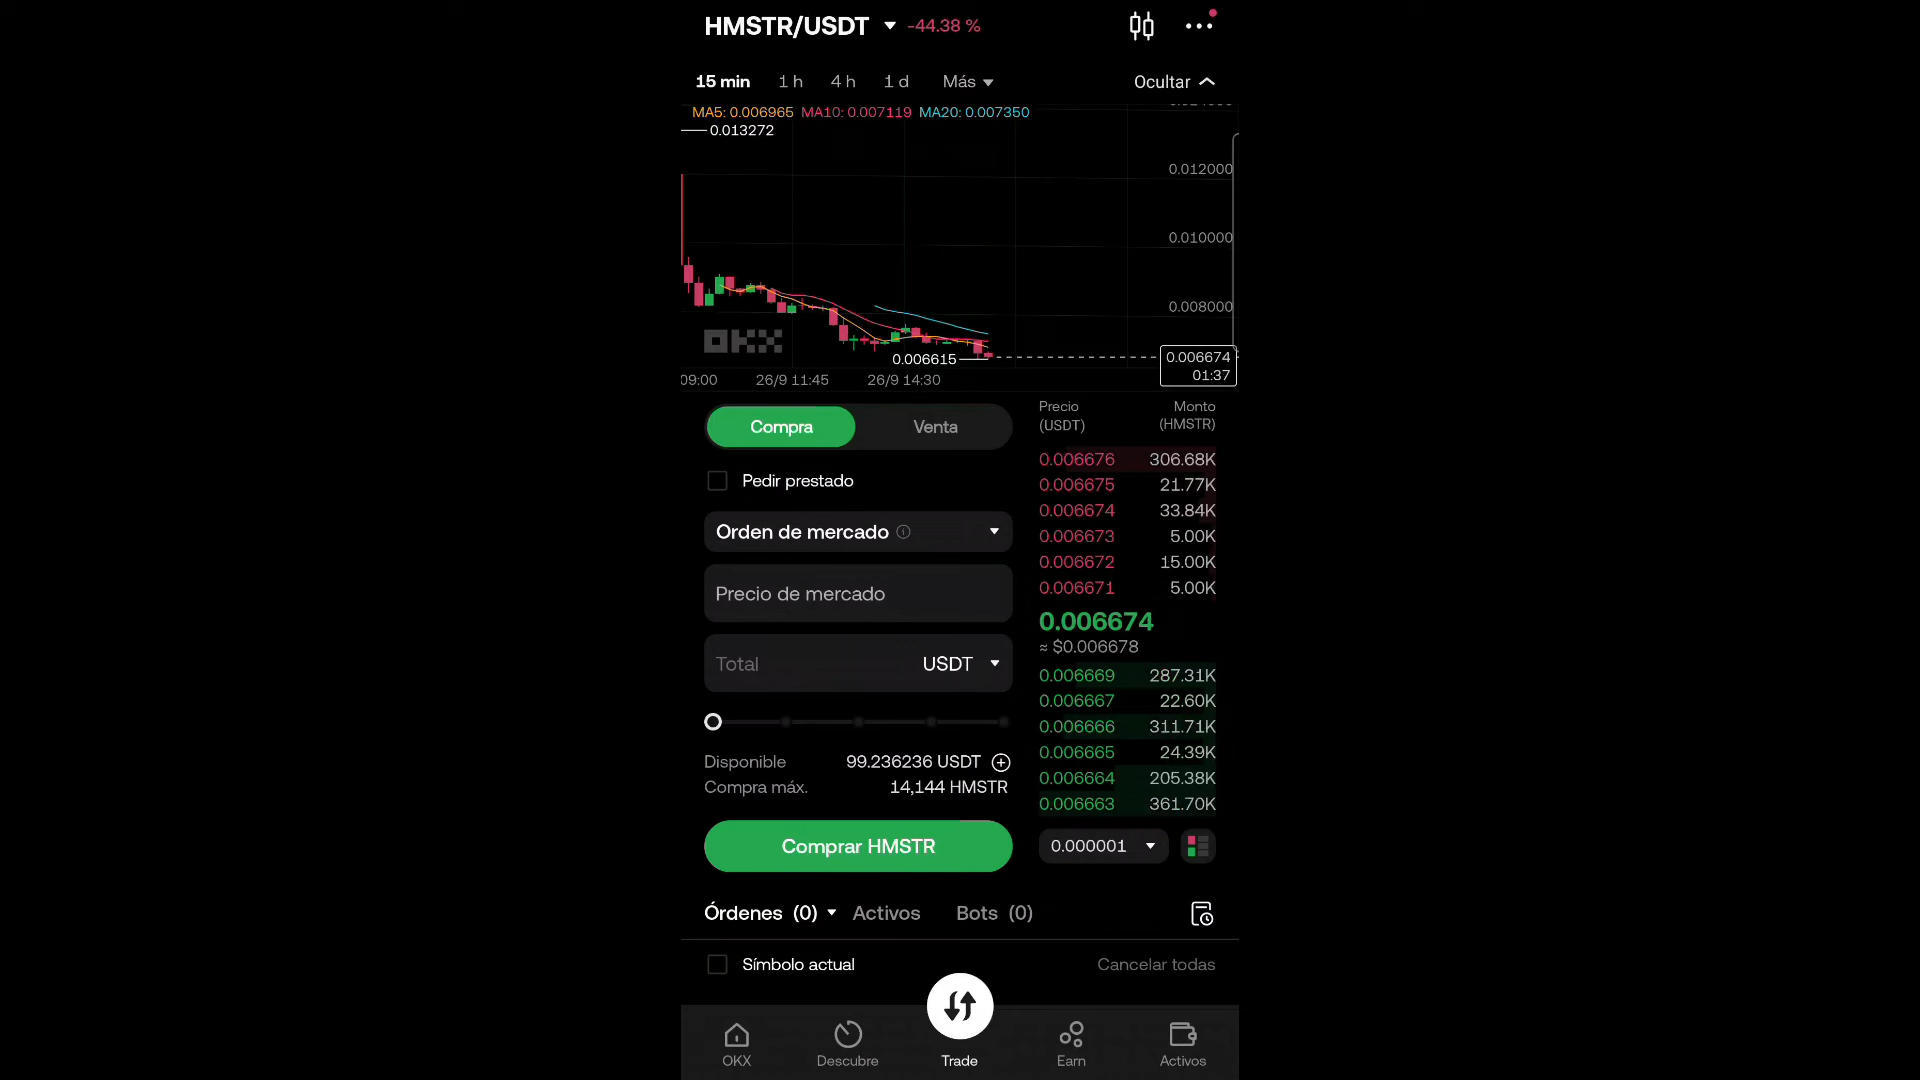 HMSTR/USDT -44.38 %
15 min 1 h 4 h 1 d Más Ocultar
MA5: 0.006965 MA10: 0.007119 MA20: 0.007350
0.013272
0.012000
0.010000
0.008000
OKX
0.006615
0.006674
01:37
09:00 26/9 11:45 26/9 14:30
Compra Venta
Pedir prestado
Orden de mercado
Precio de mercado
Total USDT
Disponible 99.236236 USDT
Compra máx. 14,144 HMSTR
Comprar HMSTR
Precio Monto
(USDT) (HMSTR)
0.006676 306.68K
0.006675 21.77K
0.006674 33.84K
0.006673 5.00K
0.006672 15.00K
0.006671 5.00K
0.006674
≈ $0.006678
0.006669 287.31K
0.006667 22.60K
0.006666 311.71K
0.006665 24.39K
0.006664 205.38K
0.006663 361.70K
0.000001
Órdenes (0) Activos Bots (0)
Símbolo actual Cancelar todas
OKX Descubre Trade Earn Activos